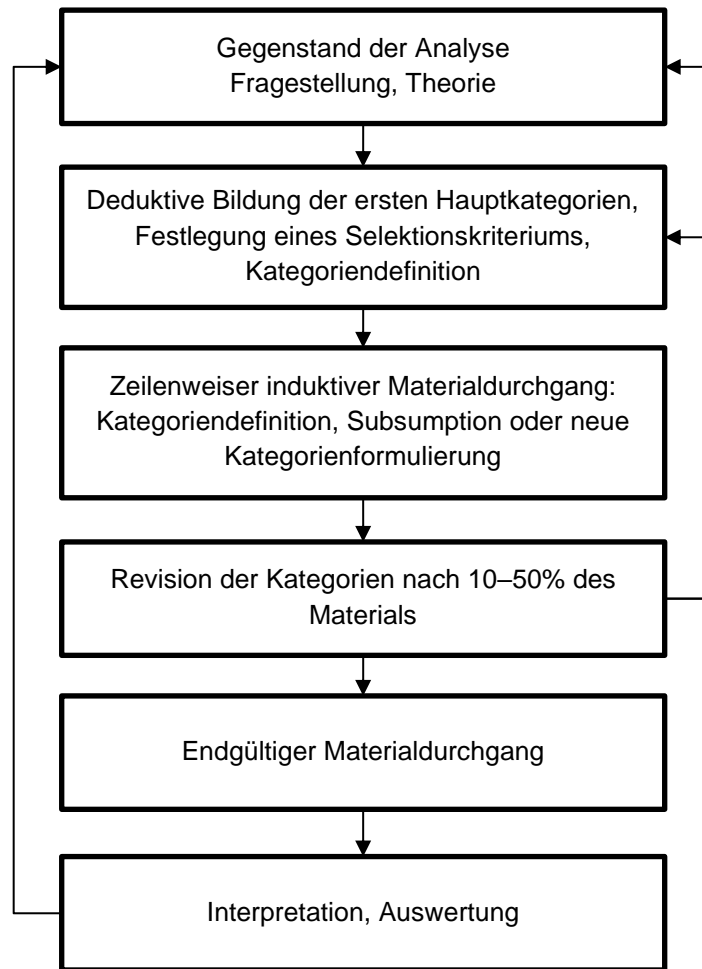 Gegenstand der Analyse
Fragestellung, Theorie
Deduktive Bildung der ersten Hauptkategorien,
Festlegung eines Selektionskriteriums,
Kategoriendefinition
Zeilenweiser induktiver Materialdurchgang:
Kategoriendefinition, Subsumption oder neue
Kategorienformulierung
Revision der Kategorien nach 10–50% des
Materials
Endgültiger Materialdurchgang
Interpretation, Auswertung